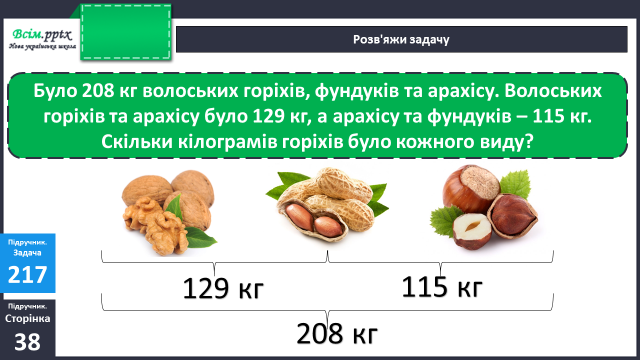 Всім.pptx
Нова українська школа
Розв'яжи задачу
Було 208 кг волоських горіхів, фундуків та арахісу. Волоських
горіхів та арахісу було 129 кг, а арахісу та фундуків – 115 кг.
Скільки кілограмів горіхів було кожного виду?
Підручник.
Задача
217
129 кг
115 кг
Підручник.
Сторінка
38
208 кг